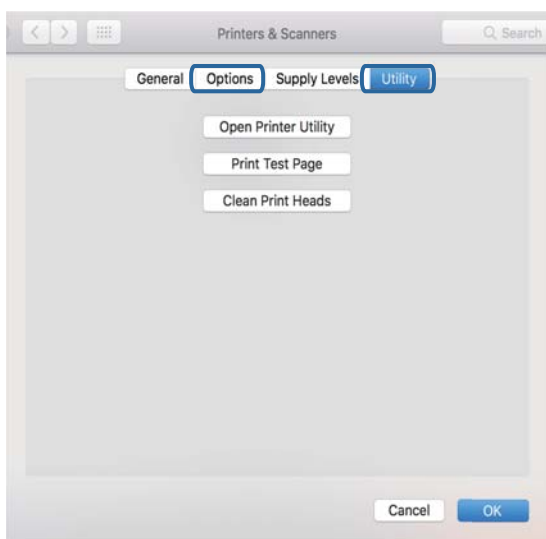 Printers & Scanners
Search
General Options Supply Levels Utility
Open Printer Utility
Print Test Page
Clean Print Heads
Cancel OK